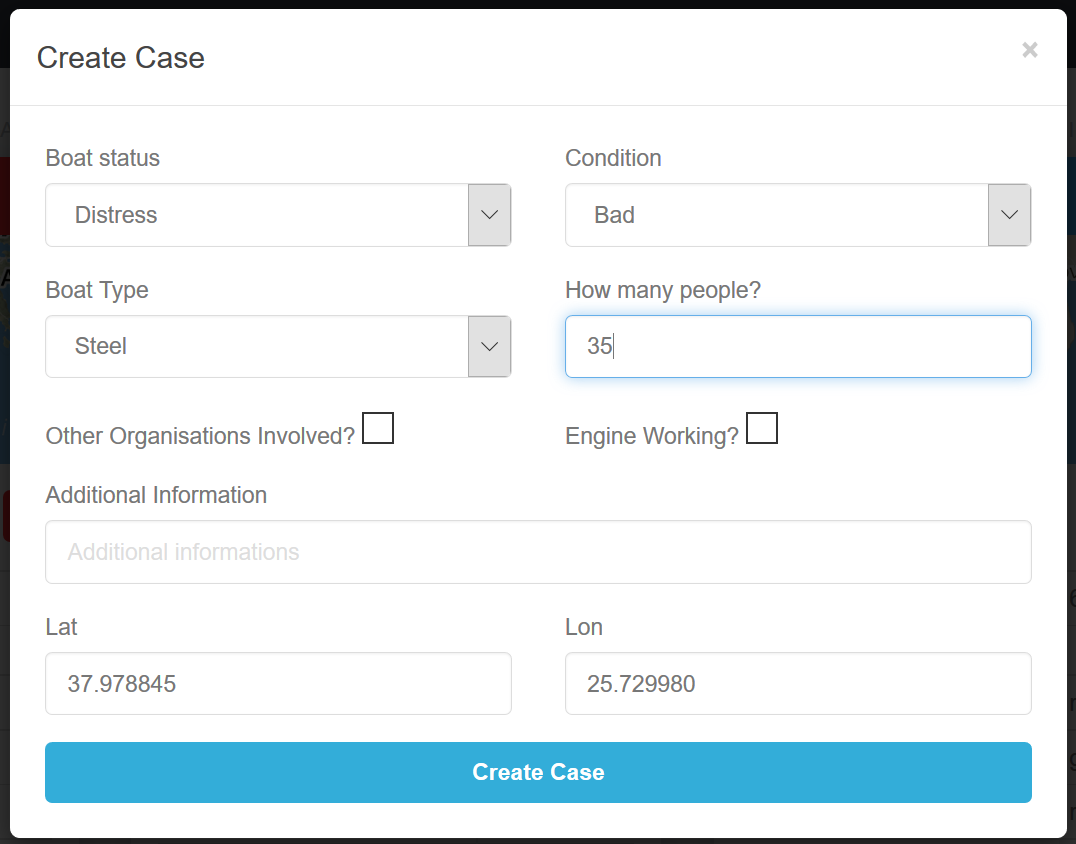 Create Case ×
Boat status Condition
Distress Bad
Boat Type How many people?
Steel 35
Other Organisations Involved? Engine Working?
Additional Information
Additional informations
Lat Lon
37.978845 25.729980
Create Case